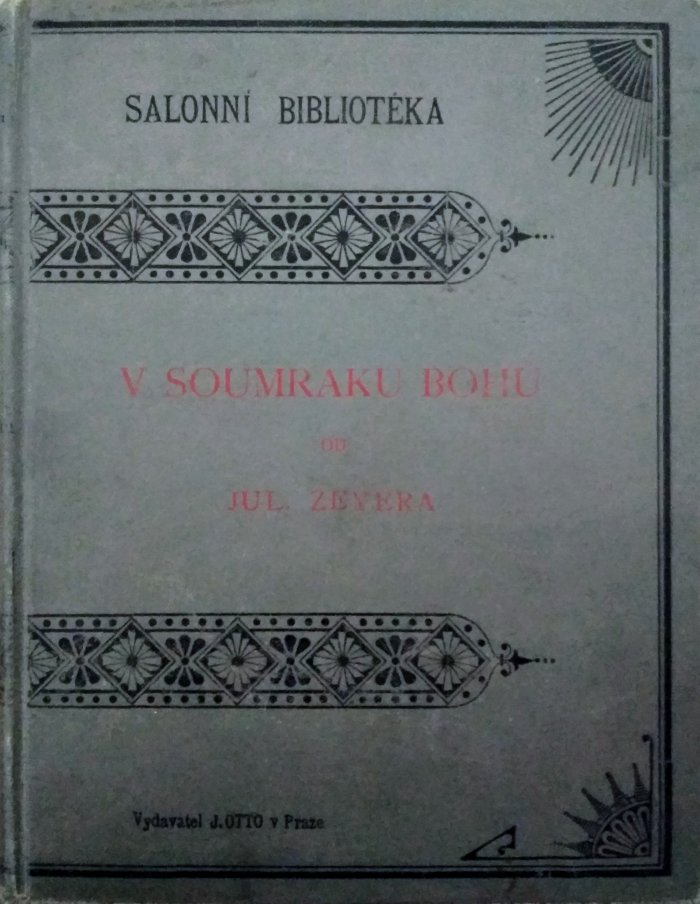 SALONNÍ BIBLIOTÉKA
V SOUMRAKU BOHŮ
OD
JUL. ZEYERA
Vydavatel J. OTTO v Praze